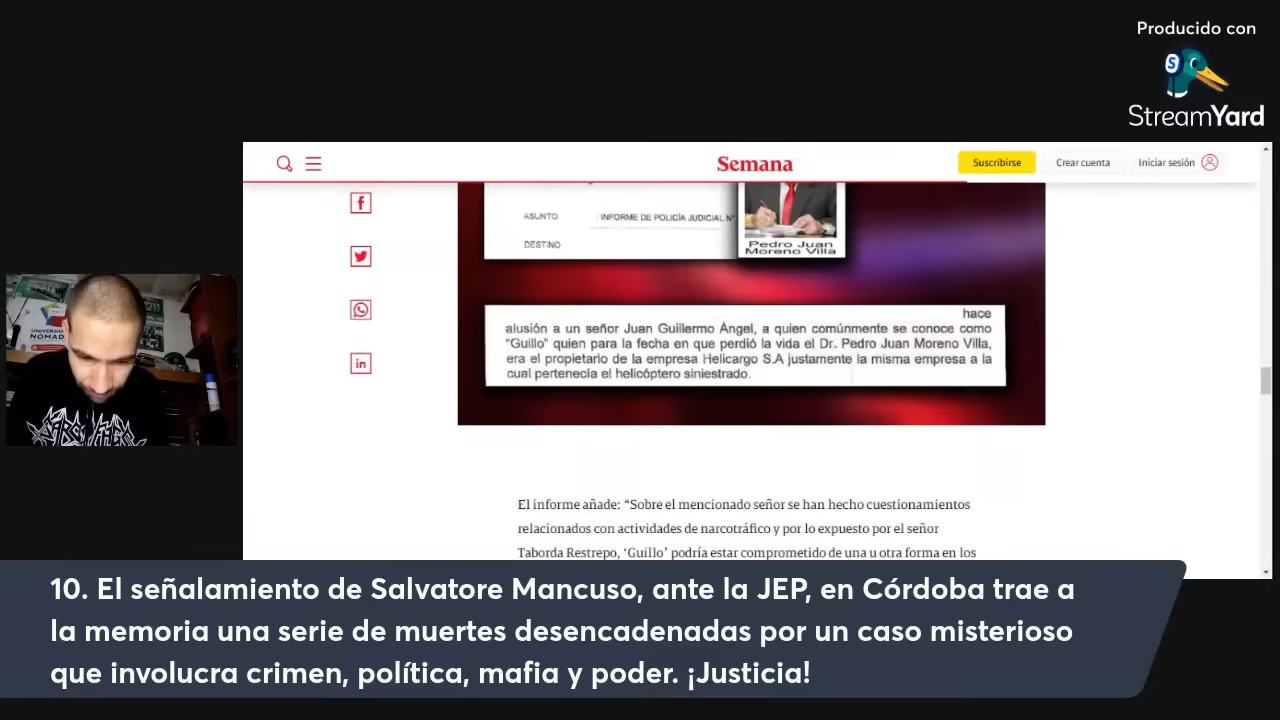 Producido con
StreamYard
Semana
Suscribirse
Crear cuenta
Iniciar sesión
ASUNTO : INFORME DE POLICÍA JUDICIAL N°
DESTINO
Pedro Juan
Moreno Villa
hace
alusión a un señor Juan Guillermo Ángel, a quien comúnmente se conoce como
“Guillo” quien para la fecha en que perdió la vida el Dr. Pedro Juan Moreno Villa,
era el propietario de la empresa Helicargo S.A justamente la misma empresa a la
cual pertenecía el helicóptero siniestrado.
El informe añade: “Sobre el mencionado señor se han hecho cuestionamientos
relacionados con actividades de narcotráfico y por lo expuesto por el señor
Taborda Restrepo, ‘Guillo’ podría estar comprometido de una u otra forma en los
UNIVERSO
NÓMADA
10. El señalamiento de Salvatore Mancuso, ante la JEP, en Córdoba trae a
la memoria una serie de muertes desencadenadas por un caso misterioso
que involucra crimen, política, mafia y poder. ¡Justicia!